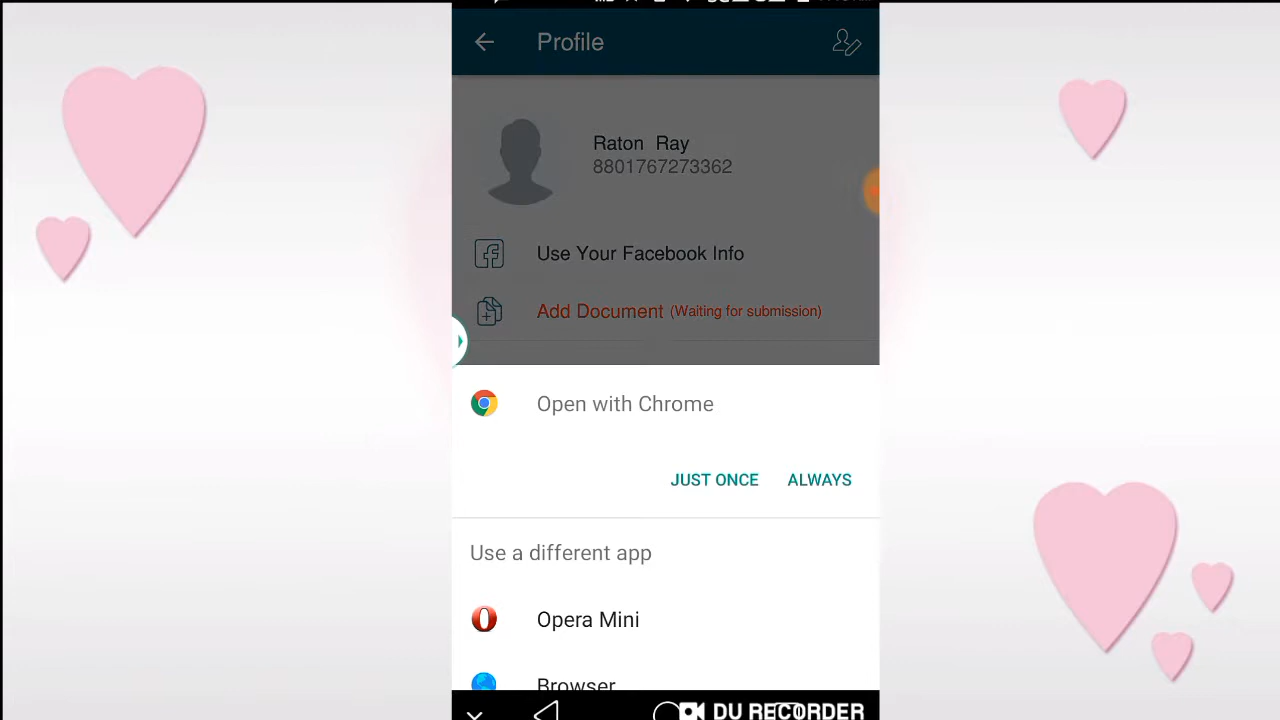 Profile
Raton Ray
8801767273362
Use Your Facebook Info
Add Document (Waiting for submission)
Open with Chrome
JUST ONCE ALWAYS
Use a different app
Opera Mini
Browser
DU RECORDER